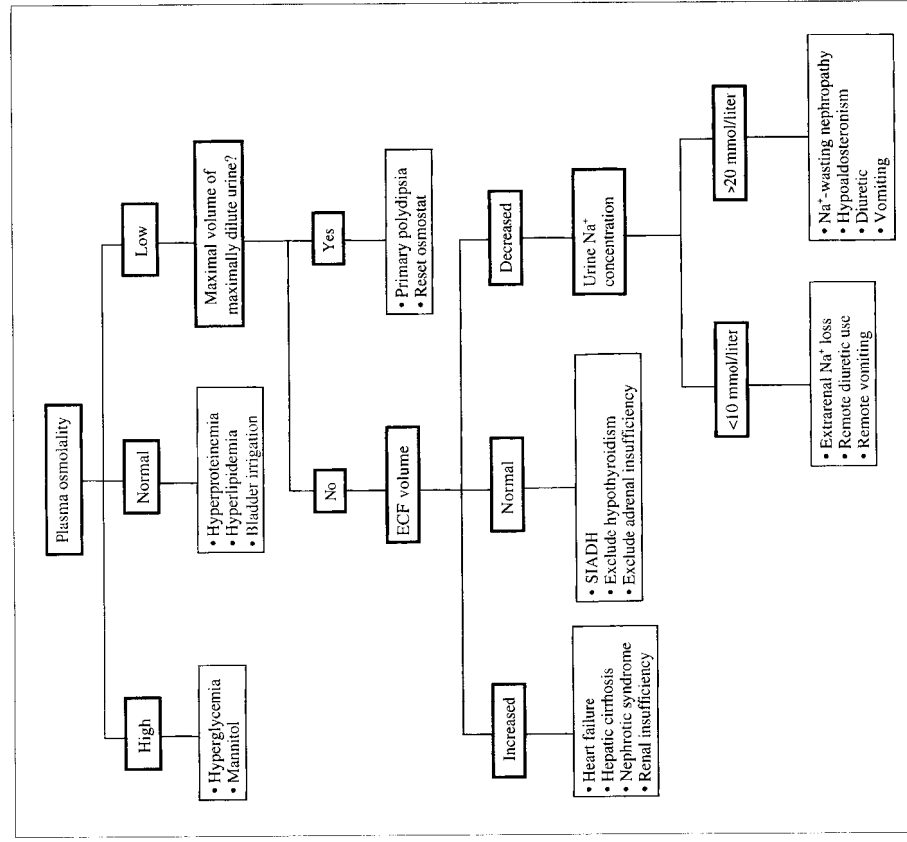 Plasma osmolality
High
Normal
Low
• Hyperglycemia
• Mannitol
• Hyperproteinemia
• Hyperlipidemia
• Bladder irrigation
Maximal volume of
maximally dilute urine?
No
Yes
ECF volume
• Primary polydipsia
• Reset osmostat
Increased
Normal
Decreased
• Heart failure
• Hepatic cirrhosis
• Nephrotic syndrome
• Renal insufficiency
• SIADH
• Exclude hypothyroidism
• Exclude adrenal insufficiency
Urine Na⁺
concentration
<10 mmol/liter
>20 mmol/liter
• Extrarenal Na⁺ loss
• Remote diuretic use
• Remote vomiting
• Na⁺-wasting nephropathy
• Hypoaldosteronism
• Diuretic
• Vomiting